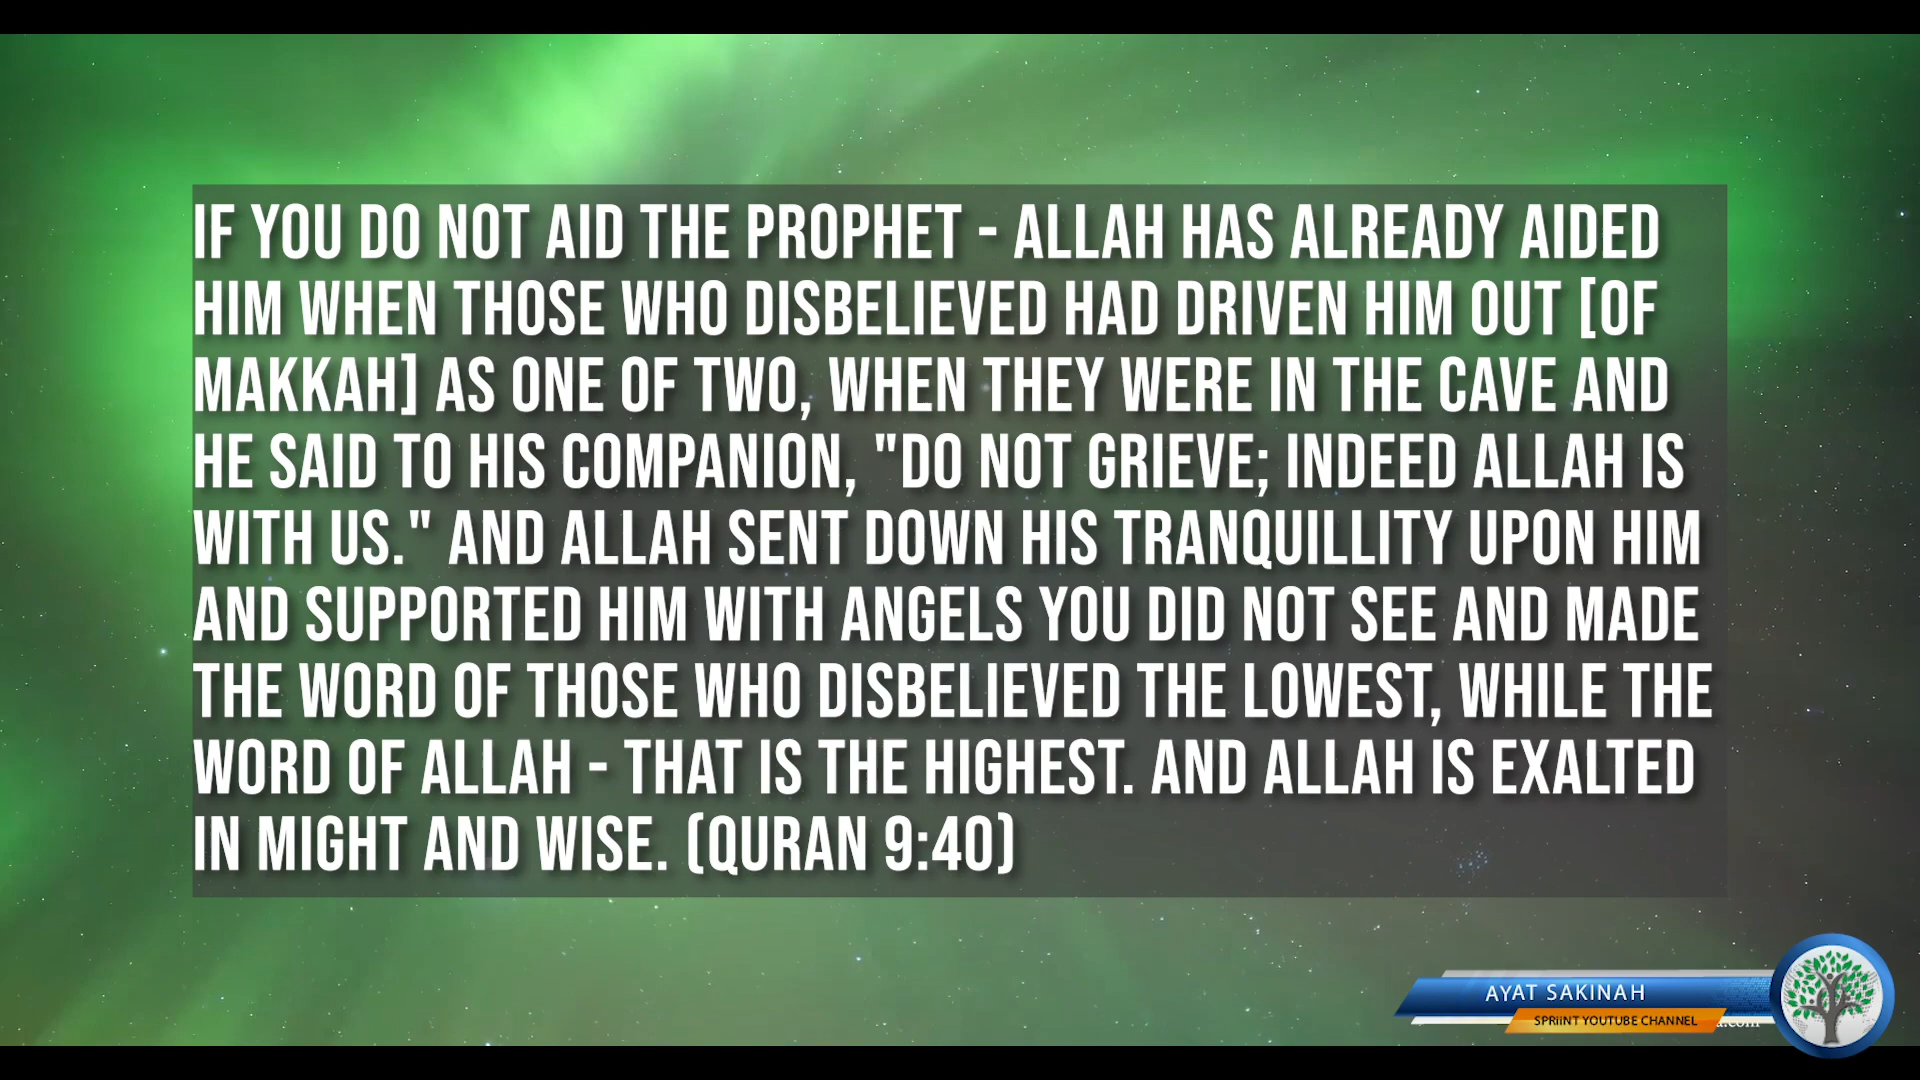 IF YOU DO NOT AID THE PROPHET - ALLAH HAS ALREADY AIDED
HIM WHEN THOSE WHO DISBELIEVED HAD DRIVEN HIM OUT [OF
MAKKAH] AS ONE OF TWO, WHEN THEY WERE IN THE CAVE AND
HE SAID TO HIS COMPANION, "DO NOT GRIEVE; INDEED ALLAH IS
WITH US." AND ALLAH SENT DOWN HIS TRANQUILLITY UPON HIM
AND SUPPORTED HIM WITH ANGELS YOU DID NOT SEE AND MADE
THE WORD OF THOSE WHO DISBELIEVED THE LOWEST, WHILE THE
WORD OF ALLAH - THAT IS THE HIGHEST. AND ALLAH IS EXALTED
IN MIGHT AND WISE. (QURAN 9:40)
AYAT SAKINAH
SPRiiNT YOUTUBE CHANNEL